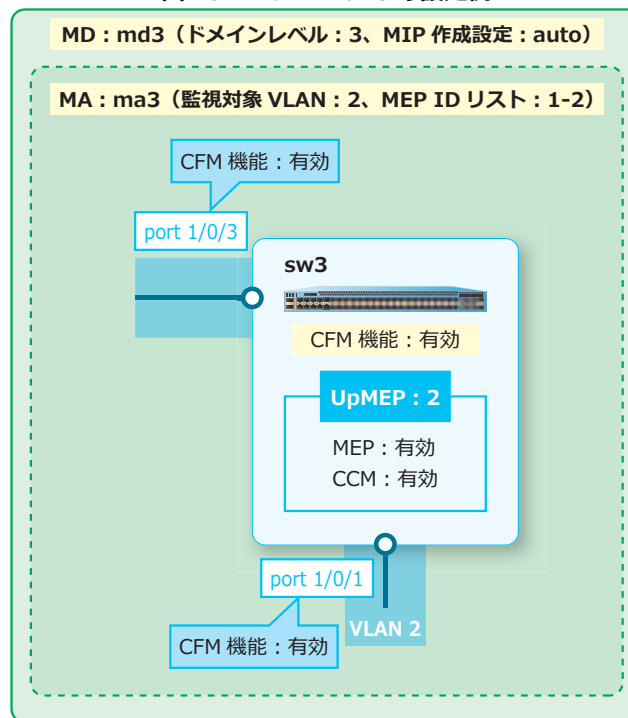 MD：md3（ドメインレベル：3、MIP 作成設定：auto）
MA：ma3（監視対象 VLAN：2、MEP ID リスト：1-2）
CFM 機能：有効
port 1/0/3
sw3
CFM 機能：有効
UpMEP：2
MEP：有効
CCM：有効
port 1/0/1
VLAN 2
CFM 機能：有効